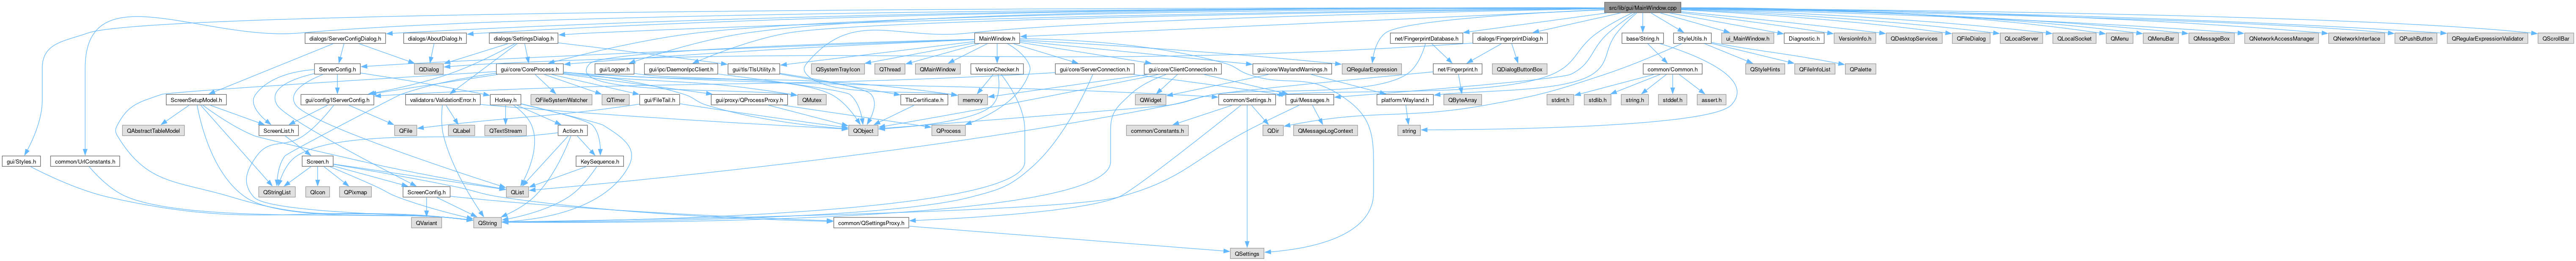 src/lib/gui/MainWindow.cpp
dialogs/ServerConfigDialog.h
dialogs/AboutDialog.h
dialogs/SettingsDialog.h
MainWindow.h
net/FingerprintDatabase.h
dialogs/FingerprintDialog.h
base/String.h
StyleUtils.h
ui_MainWindow.h
Diagnostic.h
VersionInfo.h
QDesktopServices
QFileDialog
QLocalServer
QLocalSocket
QMenu
QMenuBar
QMessageBox
QNetworkAccessManager
QNetworkInterface
QPushButton
QRegularExpressionValidator
QScrollBar
ServerConfig.h
QDialog
gui/core/CoreProcess.h
gui/Logger.h
gui/ipc/DaemonIpcClient.h
gui/tls/TlsUtility.h
QSystemTrayIcon
QThread
QMainWindow
VersionChecker.h
gui/core/ServerConnection.h
gui/core/ClientConnection.h
gui/core/WaylandWarnings.h
QRegularExpression
net/Fingerprint.h
QDialogButtonBox
common/Common.h
QStyleHints
QFileInfoList
QPalette
ScreenSetupModel.h
gui/config/IServerConfig.h
validators/ValidationError.h
Hotkey.h
QFileSystemWatcher
QTimer
gui/FileTail.h
gui/proxy/QProcessProxy.h
QMutex
TlsCertificate.h
memory
QWidget
common/Settings.h
gui/Messages.h
platform/Wayland.h
QByteArray
stdint.h
stdlib.h
string.h
stddef.h
assert.h
QAbstractTableModel
ScreenList.h
QFile
QLabel
QTextStream
Action.h
QObject
QProcess
common/Constants.h
QDir
QMessageLogContext
string
gui/Styles.h
common/UrlConstants.h
Screen.h
KeySequence.h
QStringList
QIcon
QPixmap
ScreenConfig.h
QList
QVariant
QString
common/QSettingsProxy.h
QSettings